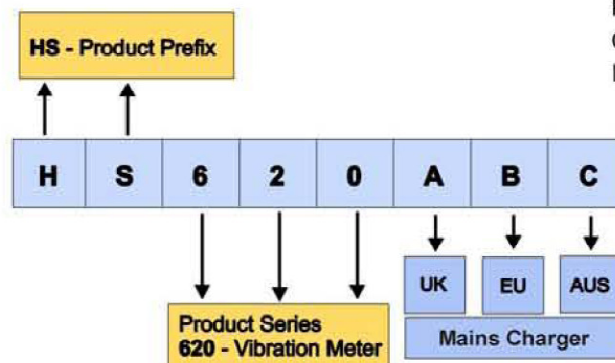 HS - Product Prefix
H S 6 2 0 A B C
UK EU AUS
Product Series
620 - Vibration Meter
Mains Charger